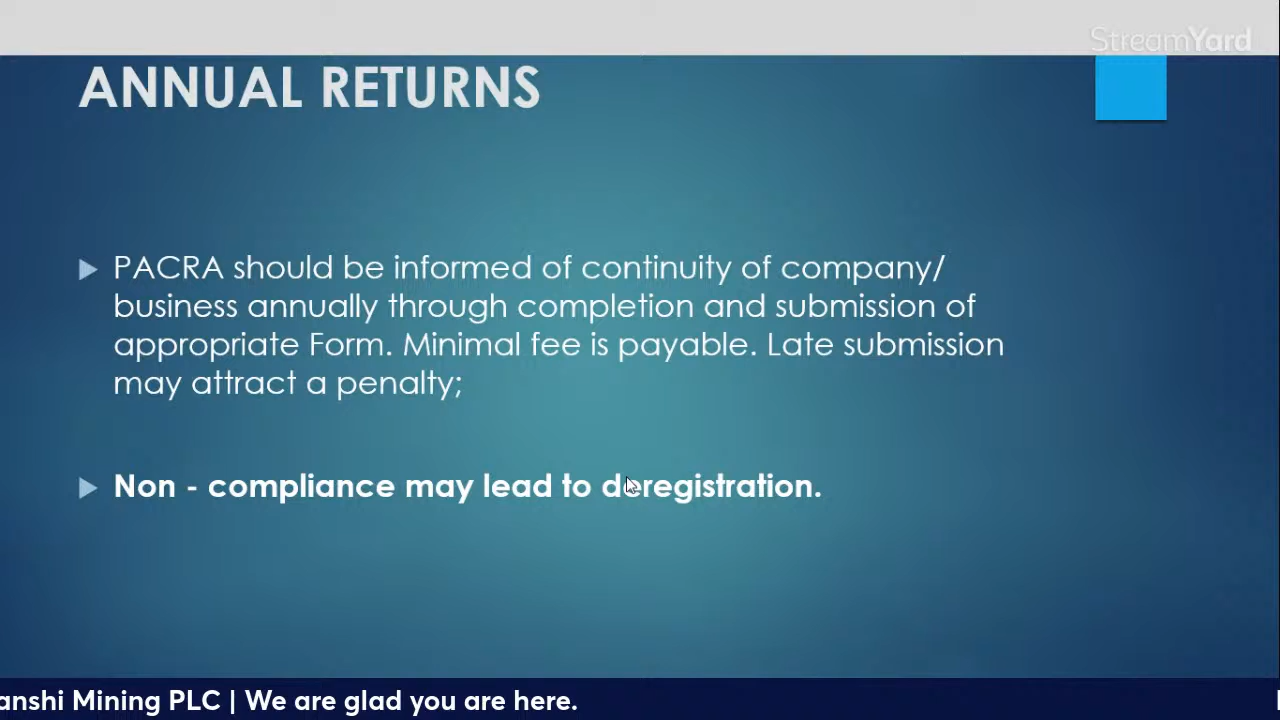 StreamYard
ANNUAL RETURNS
PACRA should be informed of continuity of company/
business annually through completion and submission of
appropriate Form. Minimal fee is payable. Late submission
may attract a penalty;
Non - compliance may lead to deregistration.
anshi Mining PLC | We are glad you are here.